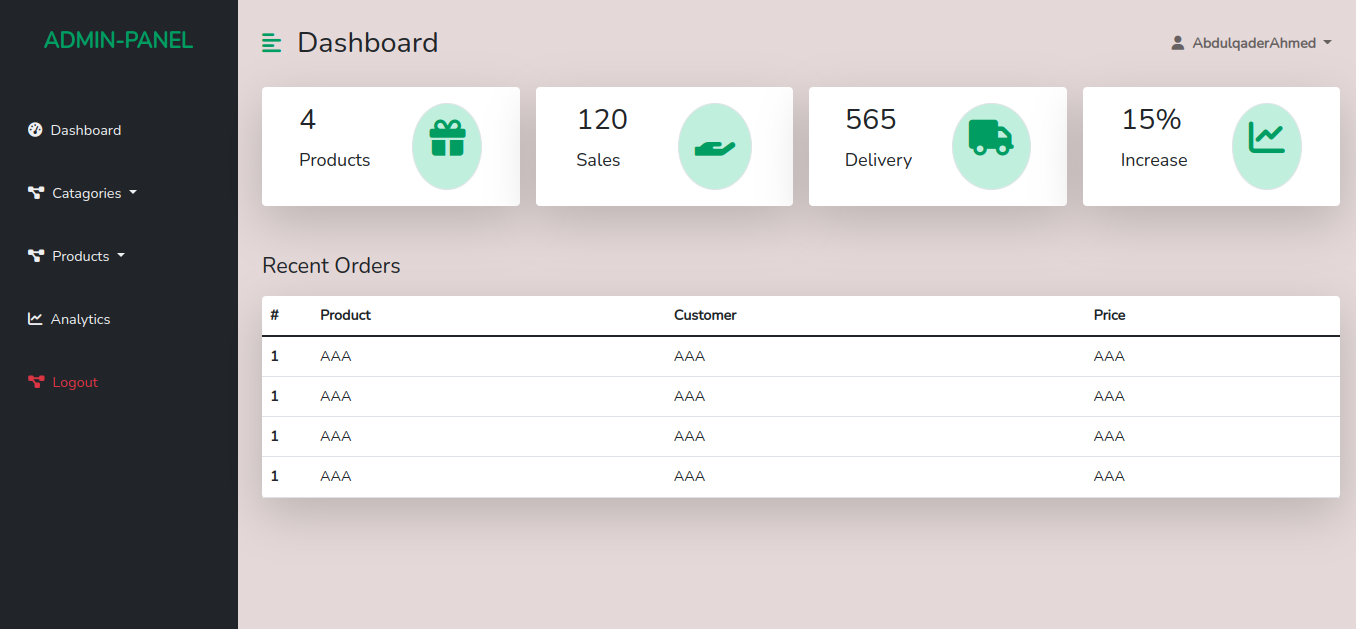 ADMIN-PANEL
Dashboard
Catagories
Products
Analytics
Logout
Dashboard
AbdulqaderAhmed
4
Products
120
Sales
565
Delivery
15%
Increase
Recent Orders
# Product Customer Price
1 AAA AAA AAA
1 AAA AAA AAA
1 AAA AAA AAA
1 AAA AAA AAA